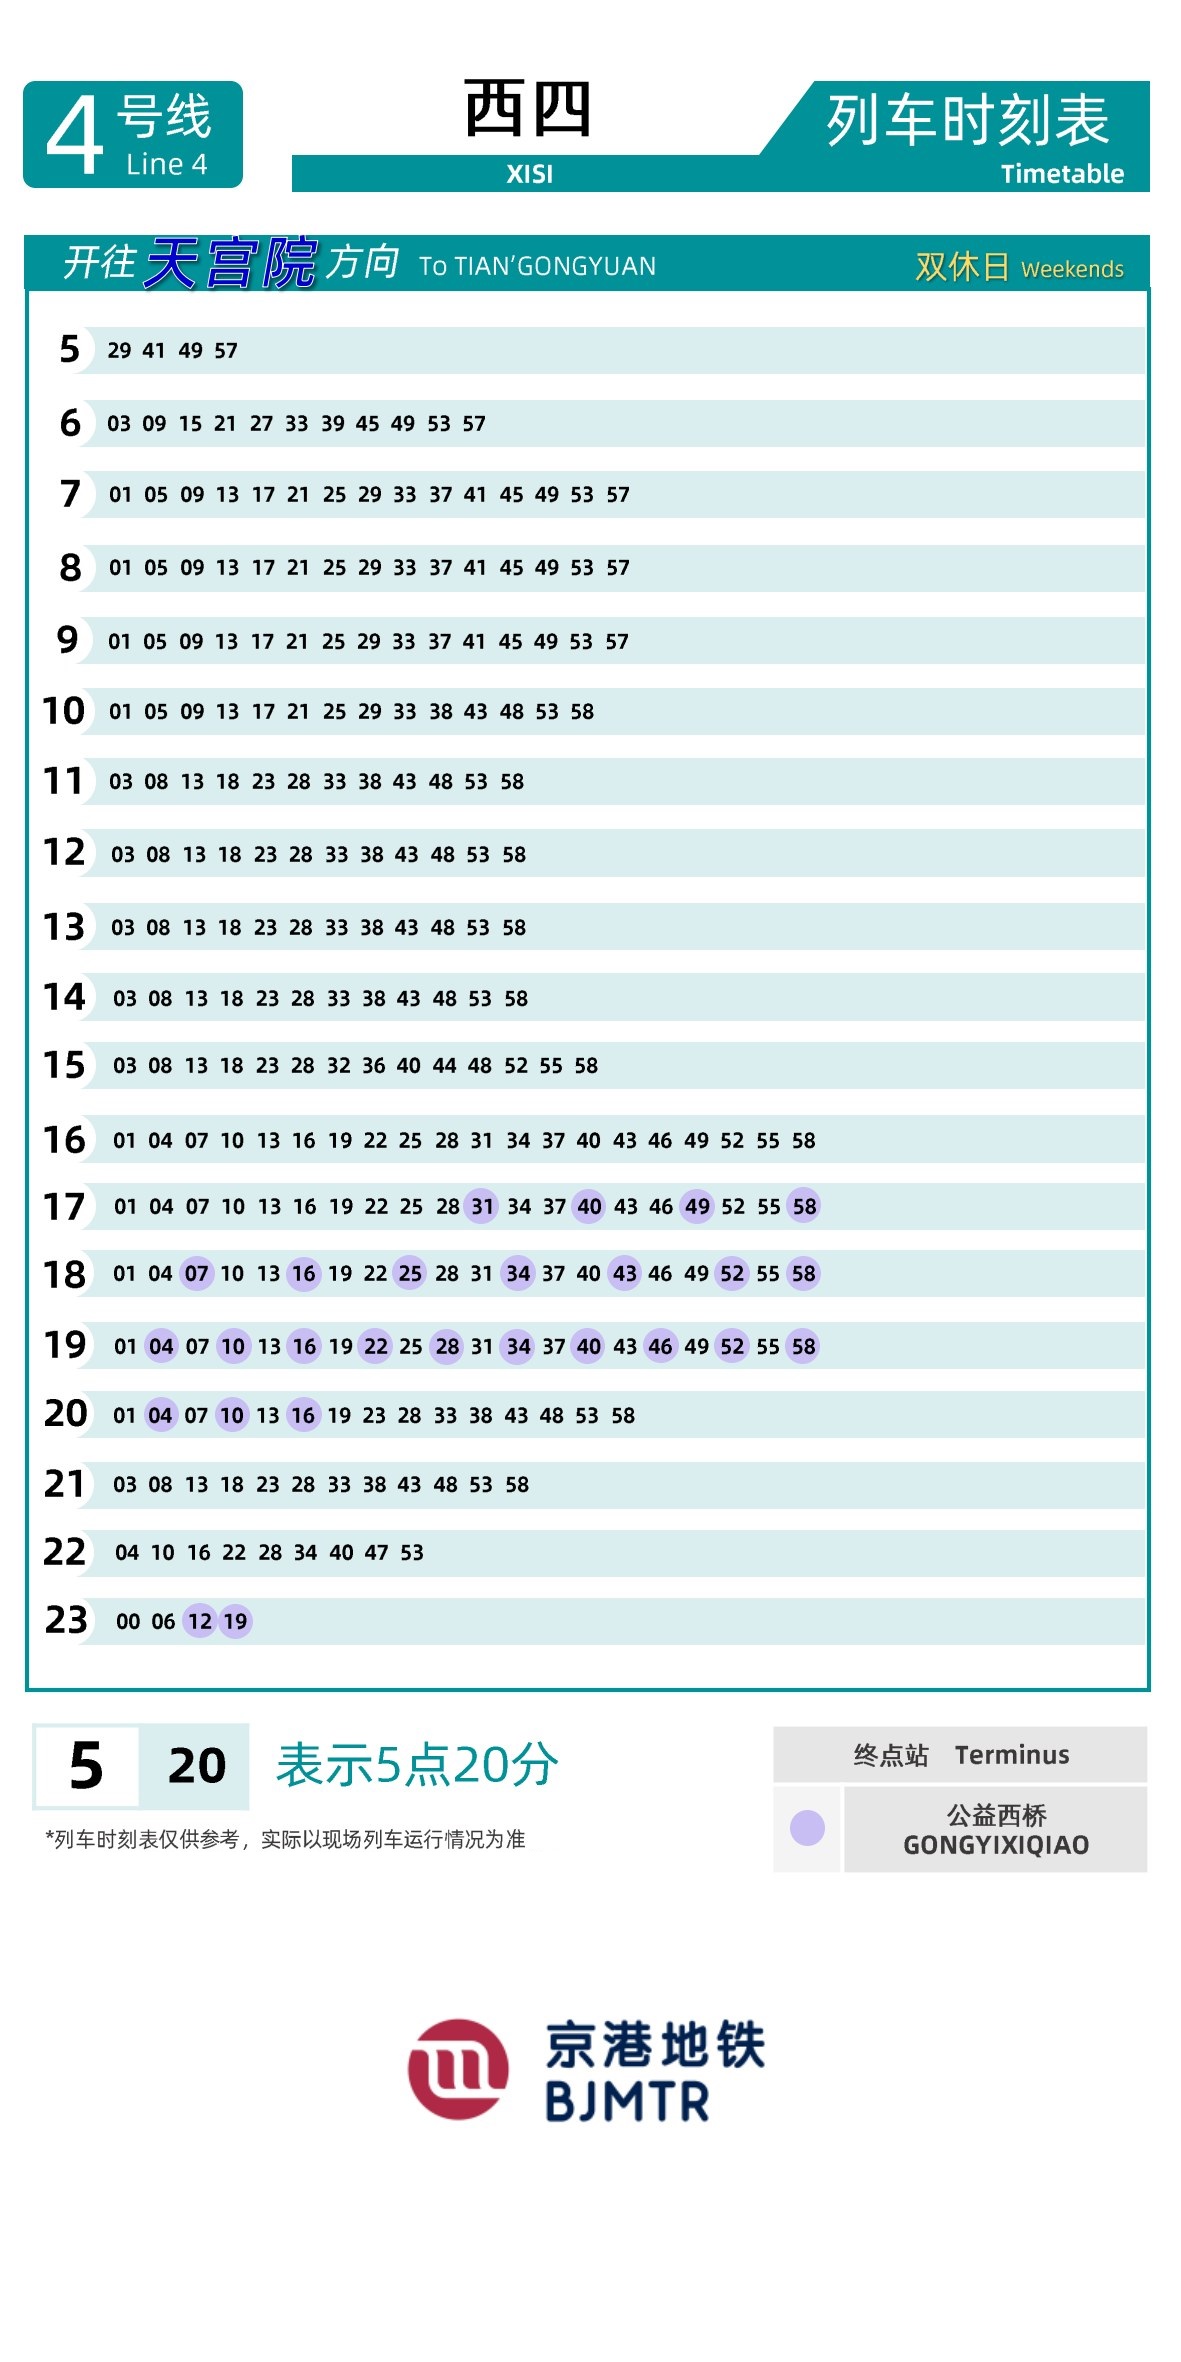 4号线
Line 4
西四
XISI
列车时刻表
Timetable
开往天宫院方向 To TIAN'GONGYUAN 双休日 Weekends
5 29 41 49 57
6 03 09 15 21 27 33 39 45 49 53 57
7 01 05 09 13 17 21 25 29 33 37 41 45 49 53 57
8 01 05 09 13 17 21 25 29 33 37 41 45 49 53 57
9 01 05 09 13 17 21 25 29 33 37 41 45 49 53 57
10 01 05 09 13 17 21 25 29 33 38 43 48 53 58
11 03 08 13 18 23 28 33 38 43 48 53 58
12 03 08 13 18 23 28 33 38 43 48 53 58
13 03 08 13 18 23 28 33 38 43 48 53 58
14 03 08 13 18 23 28 33 38 43 48 53 58
15 03 08 13 18 23 28 32 36 40 44 48 52 55 58
16 01 04 07 10 13 16 19 22 25 28 31 34 37 40 43 46 49 52 55 58
17 01 04 07 10 13 16 19 22 25 28 31 34 37 40 43 46 49 52 55 58
18 01 04 07 10 13 16 19 22 25 28 31 34 37 40 43 46 49 52 55 58
19 01 04 07 10 13 16 19 22 25 28 31 34 37 40 43 46 49 52 55 58
20 01 04 07 10 13 16 19 23 28 33 38 43 48 53 58
21 03 08 13 18 23 28 33 38 43 48 53 58
22 04 10 16 22 28 34 40 47 53
23 00 06 12 19
5 20 表示5点20分
*列车时刻表仅供参考，实际以现场列车运行情况为准
终点站 Terminus
公益西桥
GONGYIXIQIAO
京港地铁
BJMTR